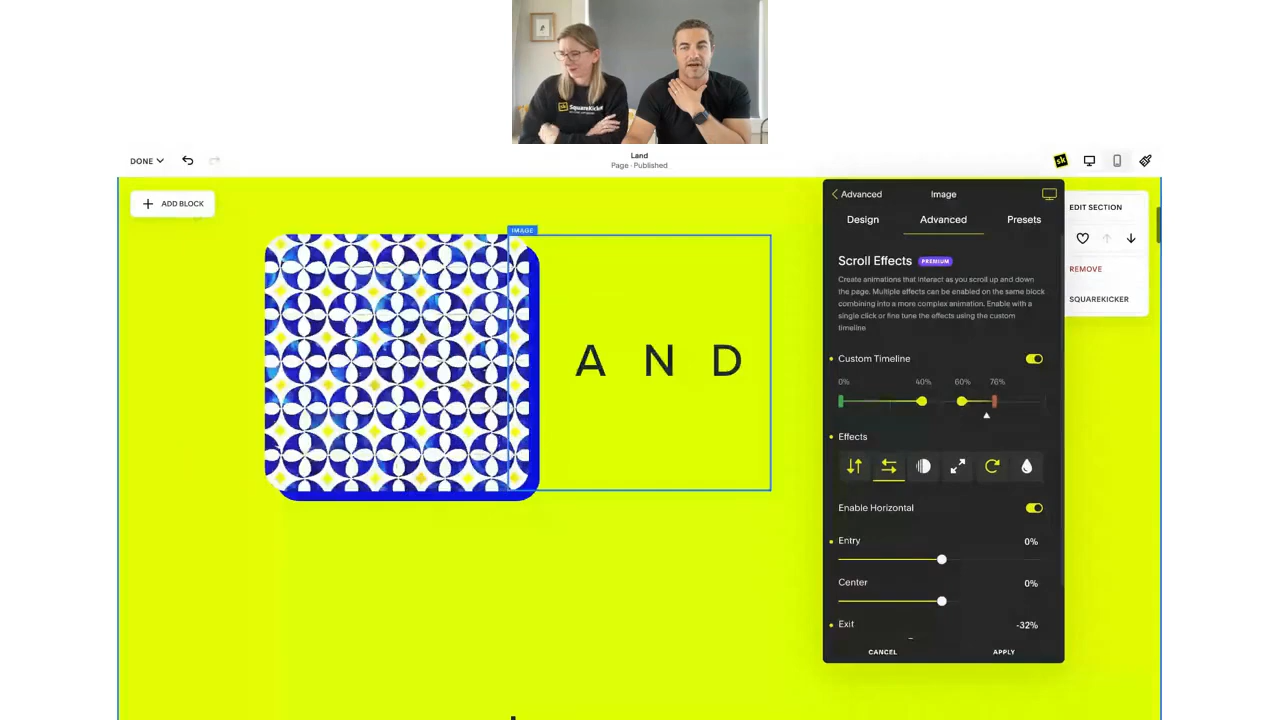 SquareKicker
DONE
Land
Page · Published
sk
ADD BLOCK
IMAGE
A N D
Advanced
Image
Design
Advanced
Presets
Scroll Effects PREMIUM
Create animations that interact as you scroll up and down
the page. Multiple effects can be enabled on the same block
combining into a more complex animation. Enable with a
single click or fine tune the effects using the custom
timeline
Custom Timeline
0%
40%
60%
76%
Effects
Enable Horizontal
Entry
0%
Center
0%
Exit
-32%
CANCEL
APPLY
EDIT SECTION
REMOVE
SQUAREKICKER